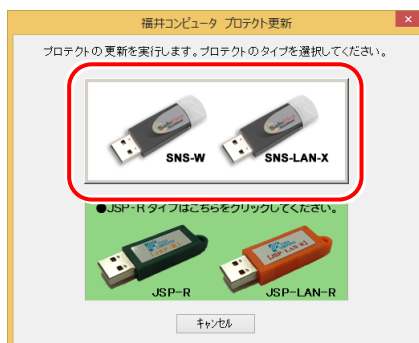 福井コンピュータ プロテクト更新
×
プロテクトの更新を実行します。プロテクトのタイプを選択してください。
SNS-W
SNS-LAN-X
●JSP-Rタイプはこちらをクリックしてください。
[JSP-R]
[JSP-LAN-R]
JSP-R
JSP-LAN-R
キャンセル